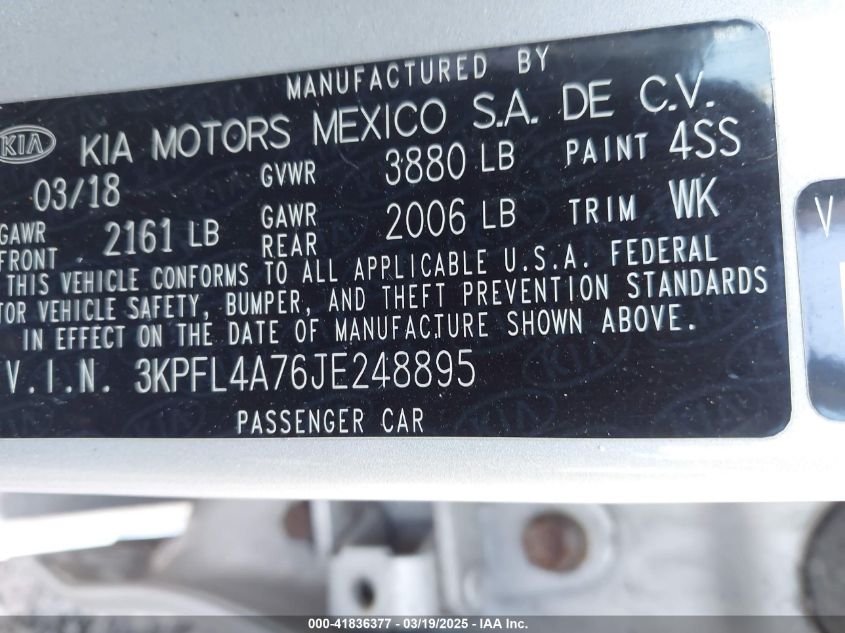 MANUFACTURED BY
KIA KIA MOTORS MEXICO S.A. DE C.V.
03/18 GVWR 3880 LB PAINT 4SS
GAWR FRONT 2161 LB GAWR REAR 2006 LB TRIM WK
THIS VEHICLE CONFORMS TO ALL APPLICABLE U.S.A. FEDERAL
VEHICLE SAFETY, BUMPER, AND THEFT PREVENTION STANDARDS
IN EFFECT ON THE DATE OF MANUFACTURE SHOWN ABOVE.
V.I.N. 3KPFL4A76JE248895
PASSENGER CAR
V
000-41836377 - 03/19/2025 - IAA Inc.